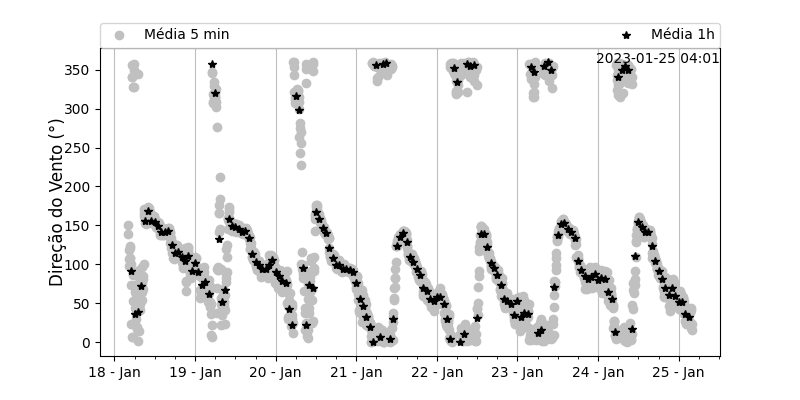 Média 5 min
Média 1h
2023-01-25 04:01
Direção do Vento (°)
350
300
250
200
150
100
50
0
18 - Jan
19 - Jan
20 - Jan
21 - Jan
22 - Jan
23 - Jan
24 - Jan
25 - Jan